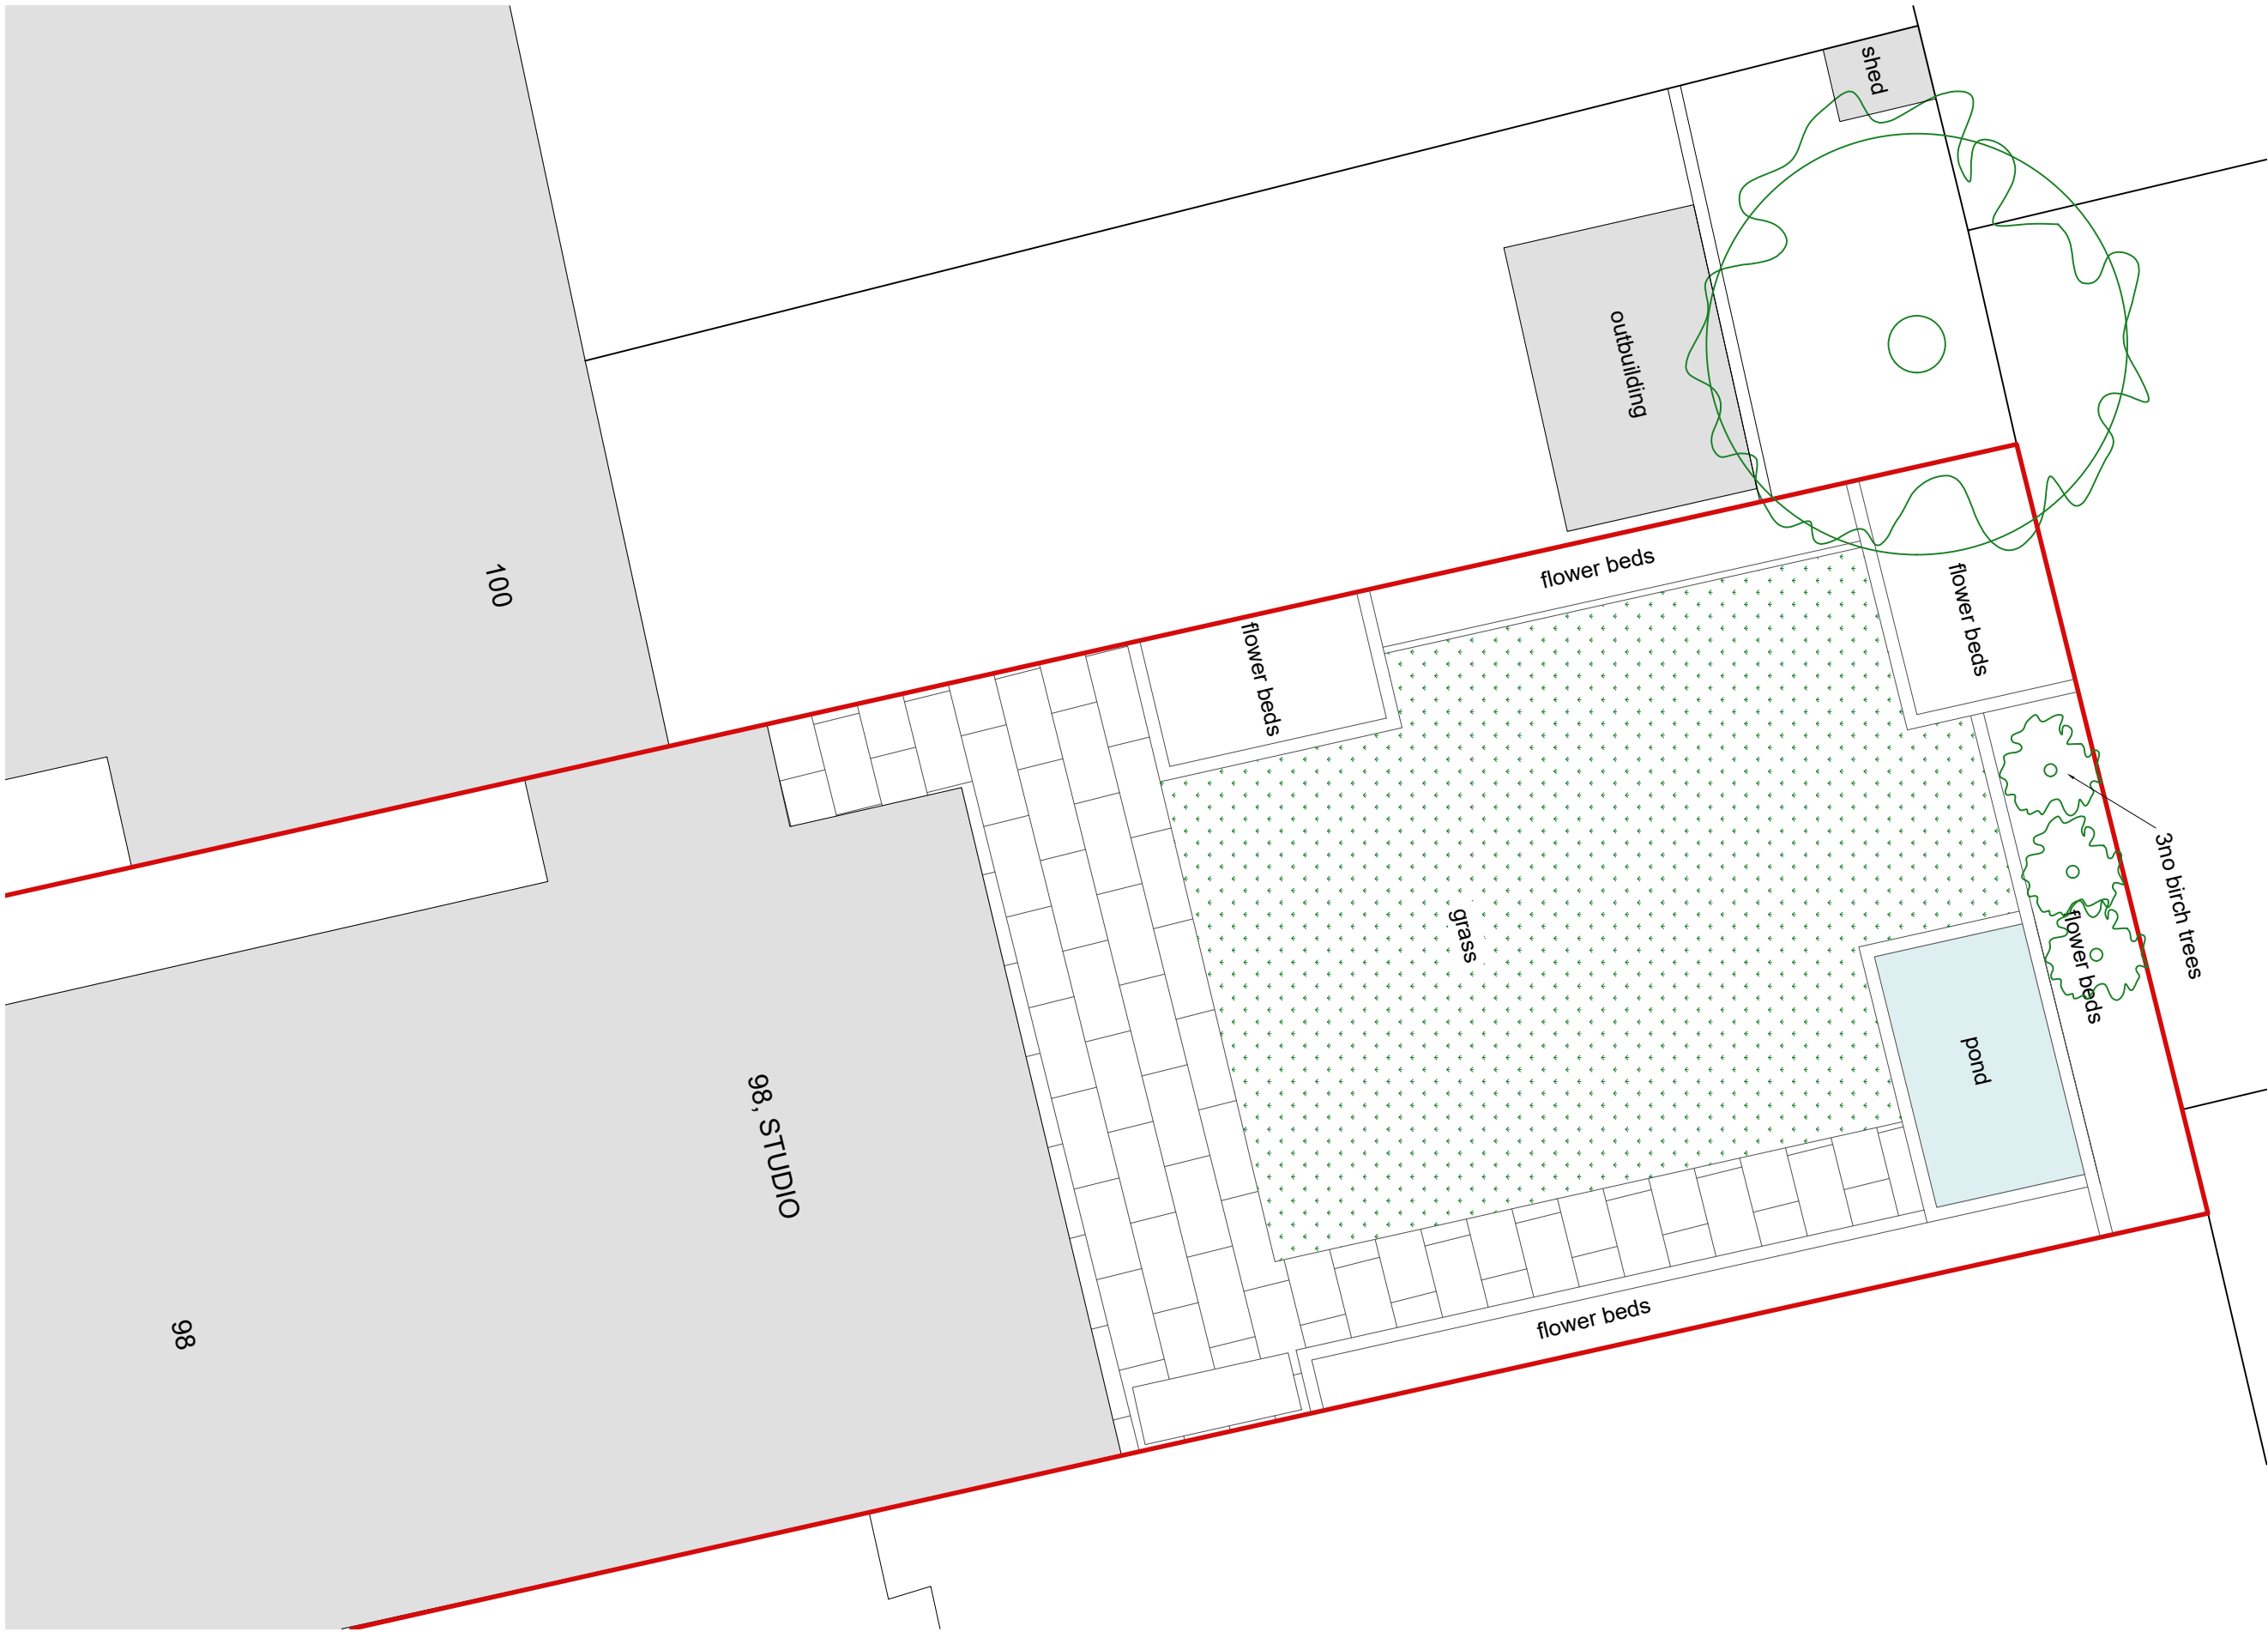 shed
outbuilding
100
flower beds
flower beds
flower beds
3no birch trees
grass
flower beds
pond
98, STUDIO
98
flower beds